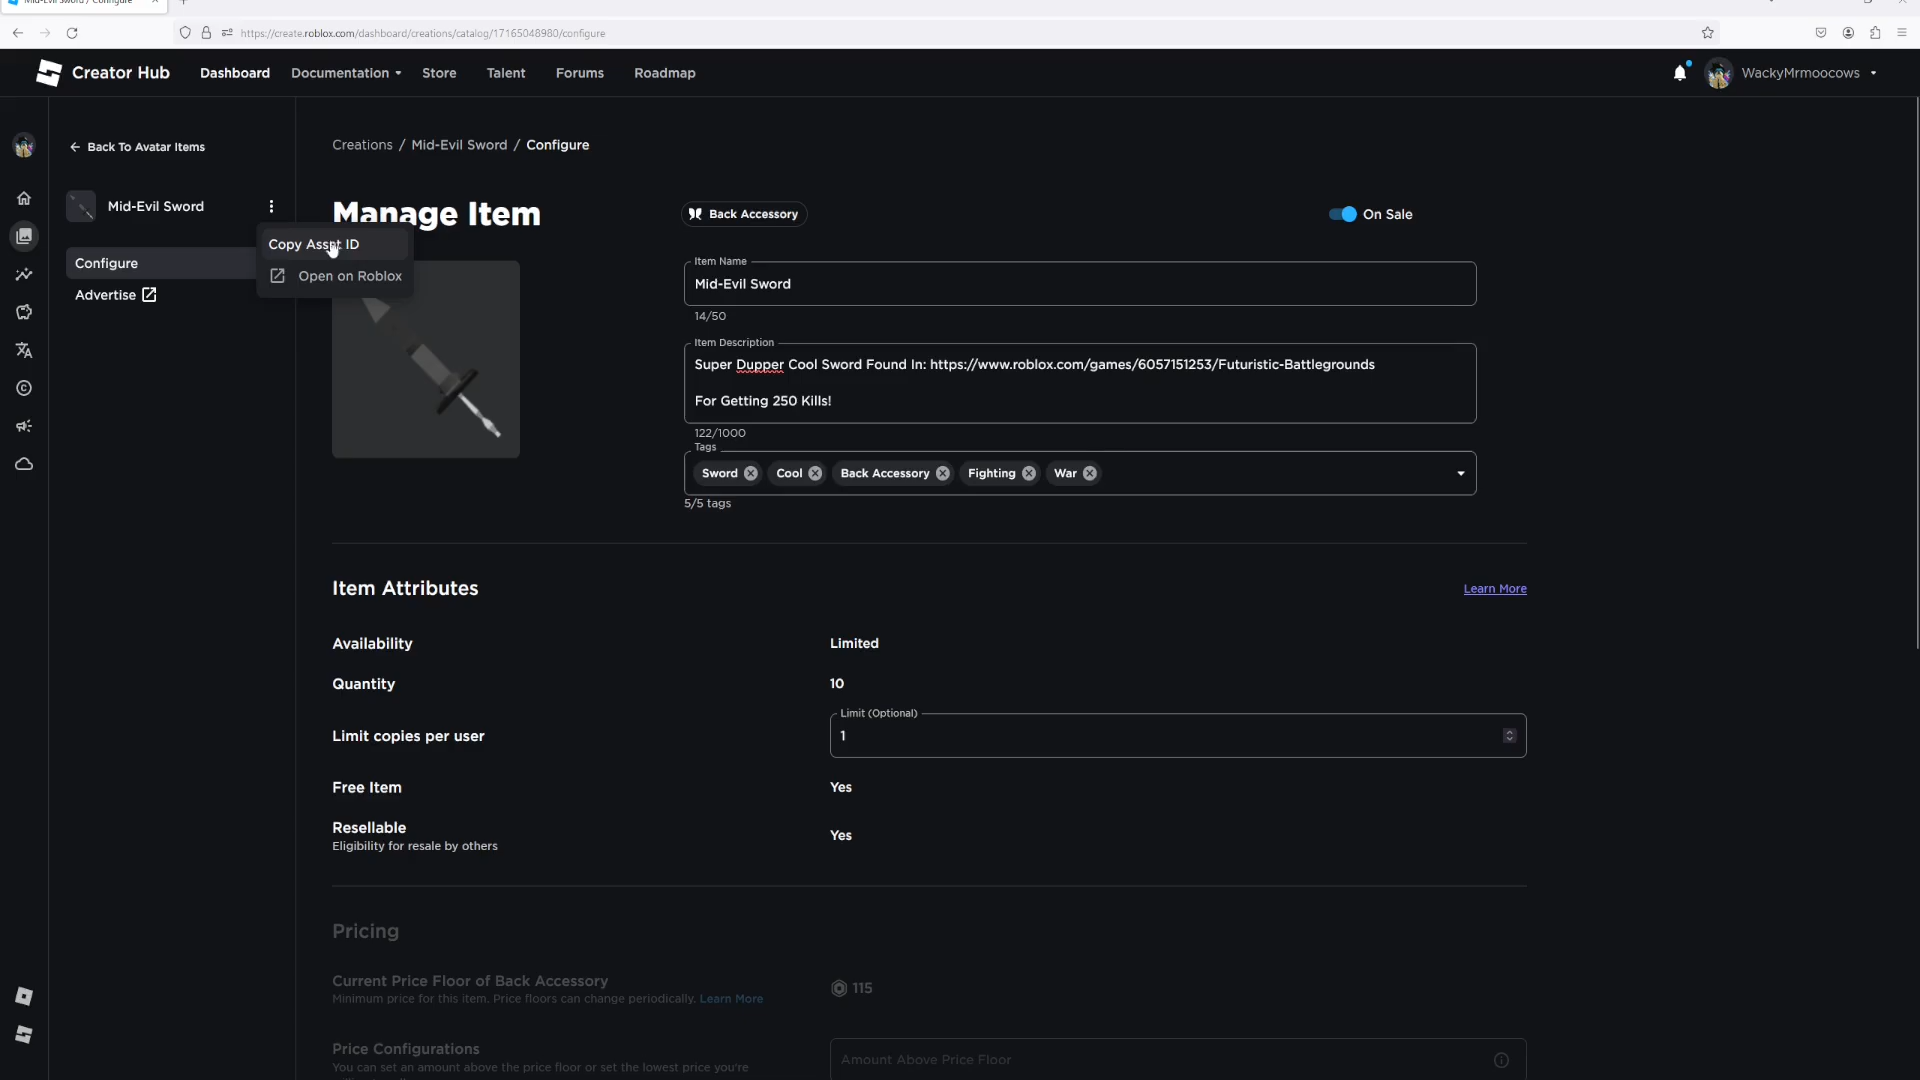 Mid-Evil Sword / Configure
https://create.roblox.com/dashboard/creations/catalog/17165048980/configure
Creator Hub Dashboard Documentation Store Talent Forums Roadmap WackyMrmoocows
Back To Avatar Items
Creations / Mid-Evil Sword / Configure
Mid-Evil Sword
Manage Item
Back Accessory
On Sale
Copy Asset ID
Open on Roblox
Configure
Advertise
Item Name
Mid-Evil Sword
14/50
Item Description
Super Dupper Cool Sword Found In: https://www.roblox.com/games/6057151253/Futuristic-Battlegrounds
For Getting 250 Kills!
122/1000
Tags
Sword Cool Back Accessory Fighting War
5/5 tags
Item Attributes
Learn More
Availability
Limited
Quantity
10
Limit copies per user
Limit (Optional)
1
Free Item
Yes
Resellable
Eligibility for resale by others
Yes
Pricing
Current Price Floor of Back Accessory
Minimum price for this item. Price floors can change periodically. Learn More
115
Price Configurations
You can set an amount above the price floor or set the lowest price you're
Amount Above Price Floor